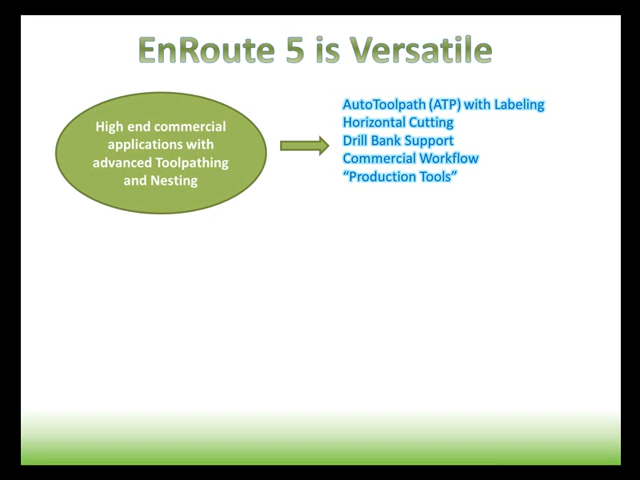 EnRoute 5 is Versatile
High end commercial
applications with
advanced Toolpathing
and Nesting
AutoToolpath (ATP) with Labeling
Horizontal Cutting
Drill Bank Support
Commercial Workflow
“Production Tools”